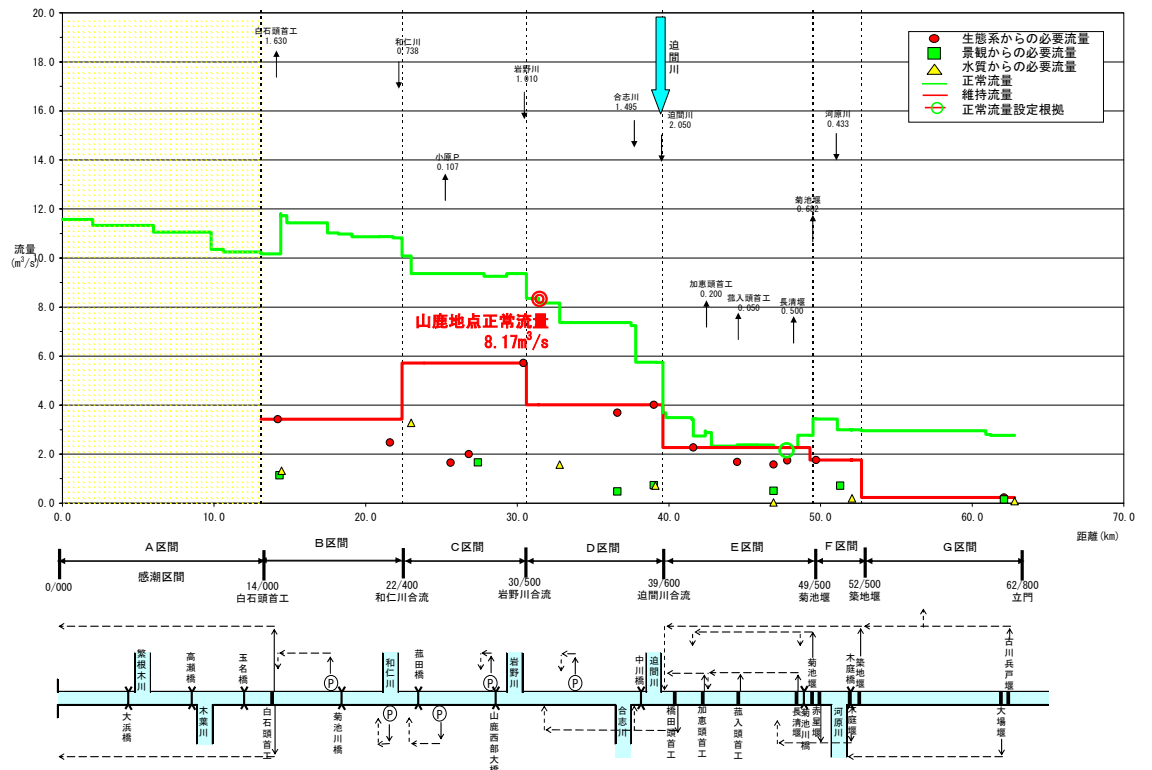 20.0
18.0
16.0
14.0
12.0
10.0
8.0
6.0
4.0
2.0
0.0
流量
(m³/s)
白石頭首工
1.630
和仁川
0.738
小原P
0.107
岩野川
1.010
合志川
1.495
迫間川
迫間川
2.050
加恵頭首工
0.200
菰入頭首工
0.050
長清堰
0.500
菊池堰
0.682
河原川
0.433
生態系からの必要流量
景観からの必要流量
水質からの必要流量
正常流量
維持流量
正常流量設定根拠
山鹿地点正常流量
8.17m³/s
0.0
10.0
20.0
30.0
40.0
50.0
60.0
70.0
距離(km)
A区間
B区間
C区間
D区間
E区間
F区間
G区間
感潮区間
0/000
14/000
白石頭首工
22/400
和仁川合流
30/500
岩野川合流
39/600
迫間川合流
49/500
菊池堰
52/500
築地堰
62/800
立門
繁根木川
高瀬橋
玉名橋
和仁川
菰田橋
岩野川
中川橋
迫間川
菊池堰
木庭橋
築地堰
古川兵戸堰
P
P
P
P
P
大浜橋
木葉川
白石頭首工
菊池川橋
山鹿西部大橋
合志川
橋田頭首工
加恵頭首工
菰入頭首工
長清堰
菊池川橋
赤星堰
河原川
木庭堰
大場堰